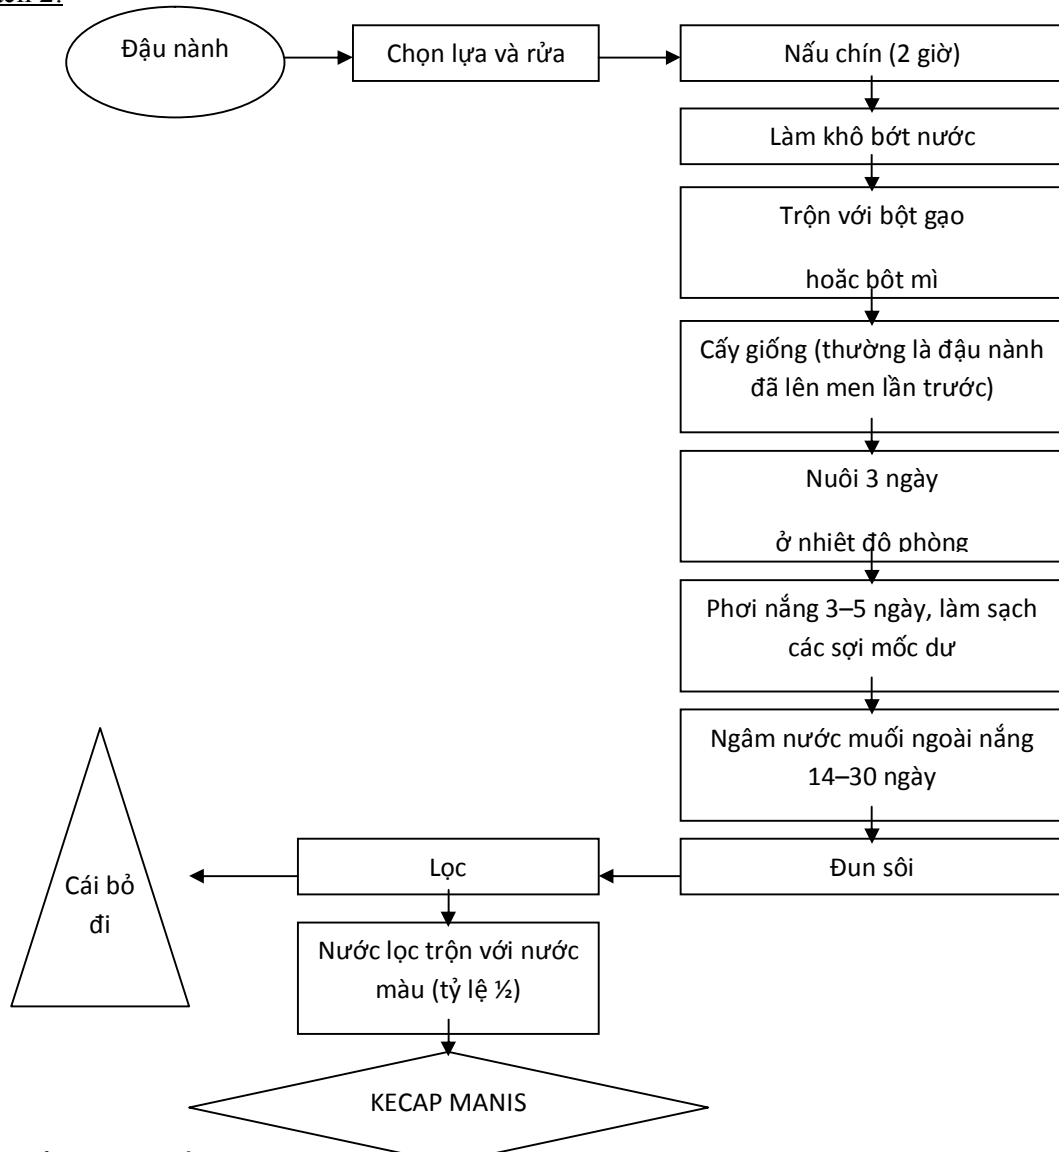 Đậu nành
Chọn lựa và rửa
Nấu chín (2 giờ)
Làm khô bớt nước
Trộn với bột gạo
hoặc bột mì
Cấy giống (thường là đậu nành
đã lên men lần trước)
Nuôi 3 ngày
ở nhiệt độ phòng
Phơi nắng 3–5 ngày, làm sạch
các sợi mốc dư
Ngâm nước muối ngoài nắng
14–30 ngày
Đun sôi
Lọc
Cái bỏ
đi
Nước lọc trộn với nước
màu (tỷ lệ ½)
KECAP MANIS